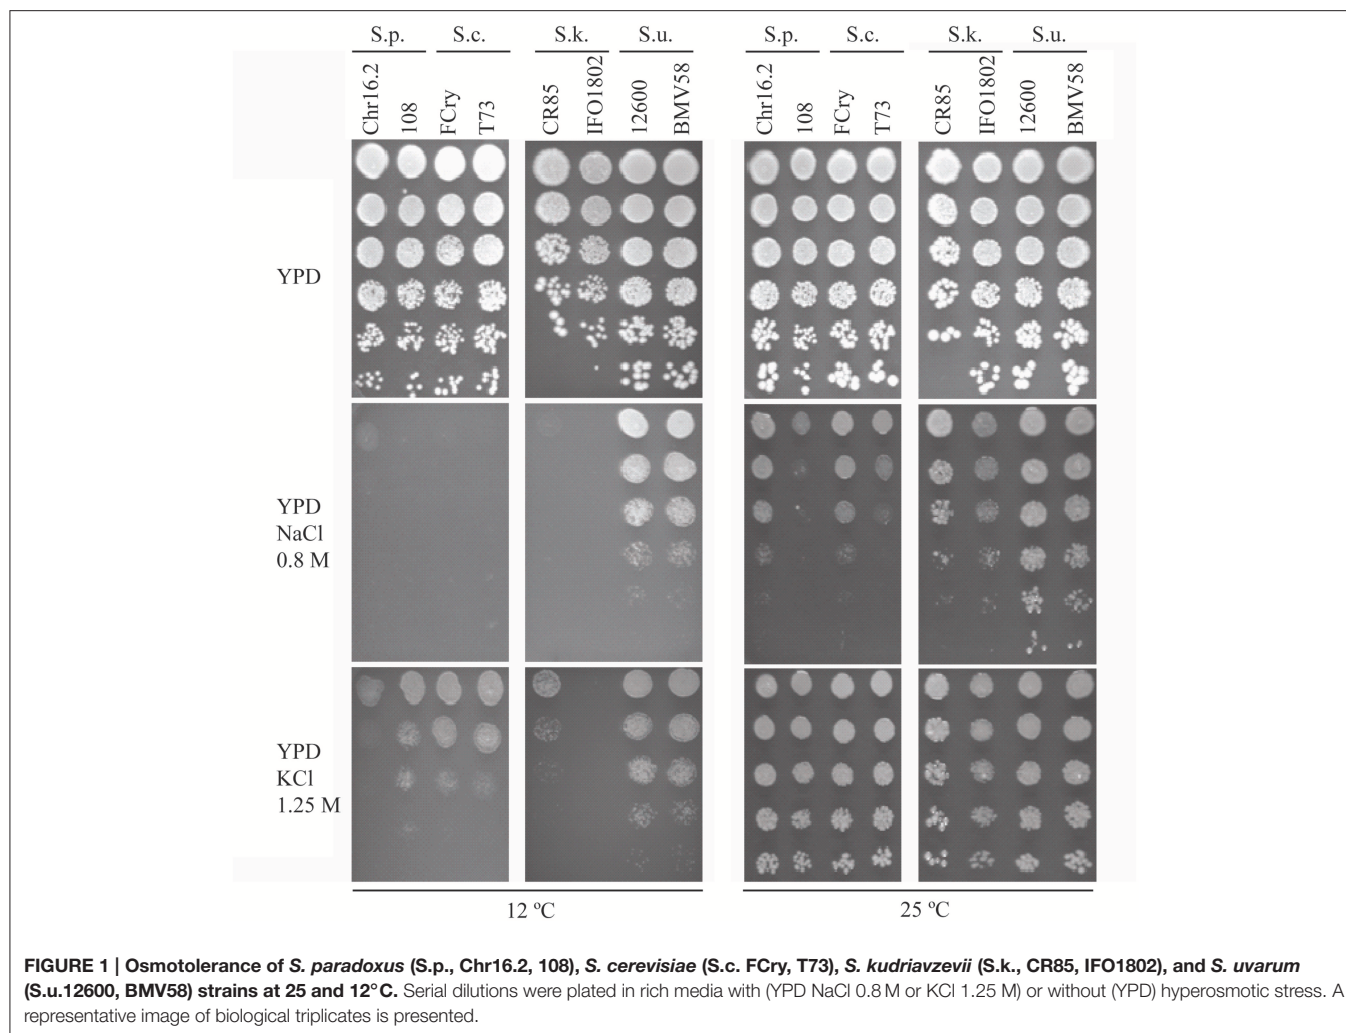 S.p. S.c. S.k. S.u. S.p. S.c. S.k. S.u.
Chr16.2 108 FCry T73 CR85 IFO1802 12600 BMV58 Chr16.2 108 FCry T73 CR85 IFO1802 12600 BMV58
YPD
YPD
NaCl
0.8 M
YPD
KCl
1.25 M
12 ºC 25 ºC
FIGURE 1 | Osmotolerance of S. paradoxus (S.p., Chr16.2, 108), S. cerevisiae (S.c. FCry, T73), S. kudriavzevii (S.k., CR85, IFO1802), and S. uvarum
(S.u.12600, BMV58) strains at 25 and 12°C. Serial dilutions were plated in rich media with (YPD NaCl 0.8 M or KCl 1.25 M) or without (YPD) hyperosmotic stress. A
representative image of biological triplicates is presented.